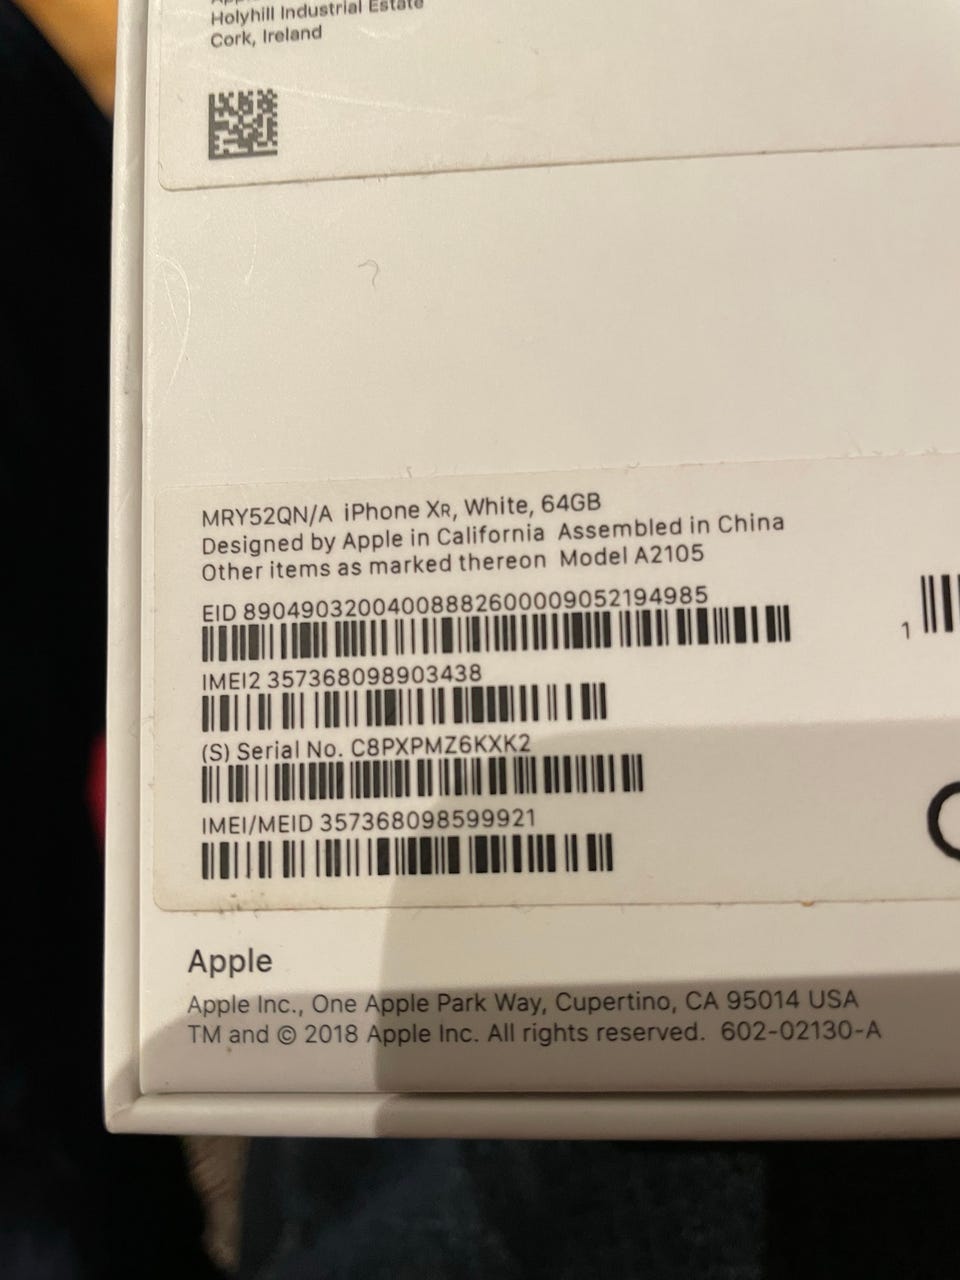 Holyhill Industrial Estate
Cork, Ireland
MRY52QN/A iPhone XR, White, 64GB
Designed by Apple in California Assembled in China
Other items as marked thereon Model A2105
EID 89049032004008882600009052194985
IMEI2 357368098903438
(S) Serial No. C8PXPMZ6KXK2
IMEI/MEID 357368098599921
1
Apple
Apple Inc., One Apple Park Way, Cupertino, CA 95014 USA
TM and © 2018 Apple Inc. All rights reserved. 602-02130-A